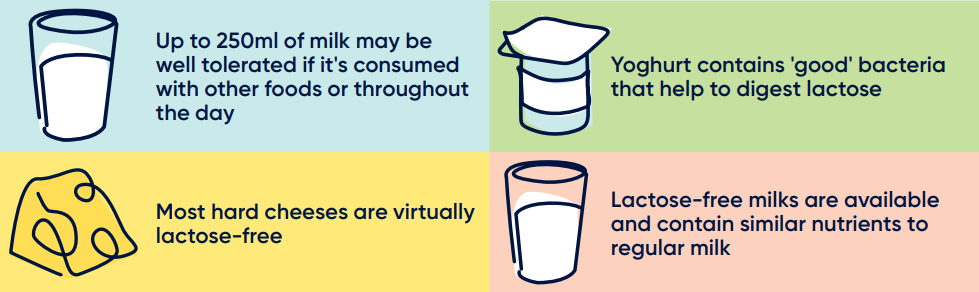 Up to 250ml of milk may be
well tolerated if it's consumed
with other foods or throughout
the day
Yoghurt contains 'good' bacteria
that help to digest lactose
Most hard cheeses are virtually
lactose-free
Lactose-free milks are available
and contain similar nutrients to
regular milk